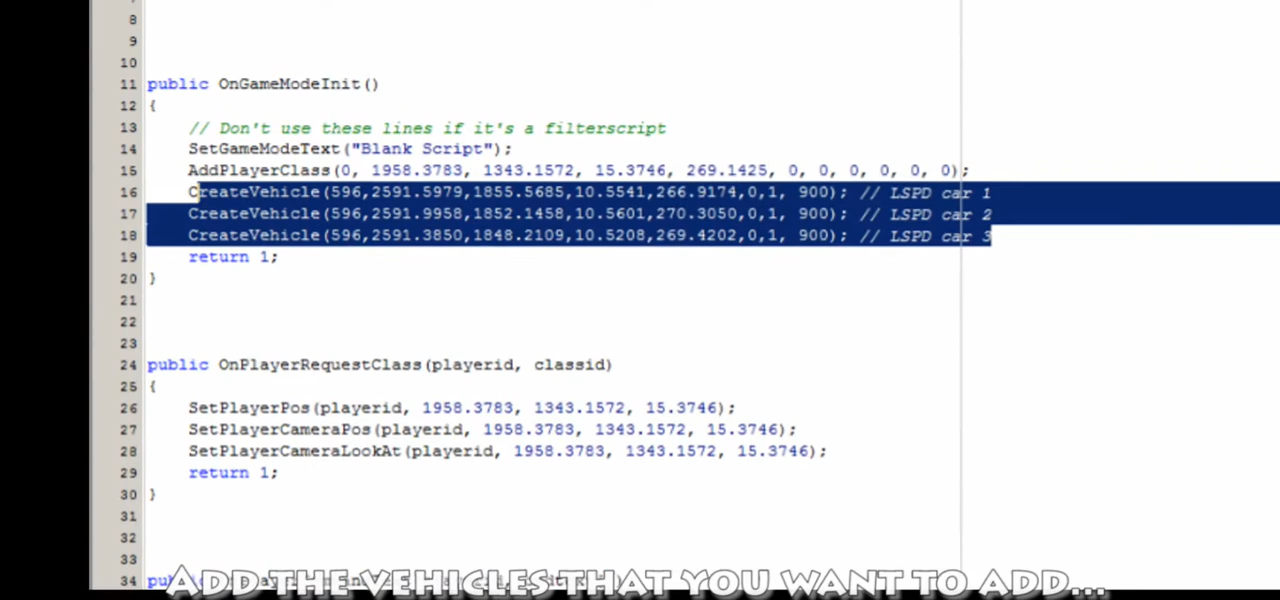 8
9
10
11 public OnGameModeInit()
12 {
13 // Don't use these lines if it's a filterscript
14 SetGameModeText("Blank Script");
15 AddPlayerClass(0, 1958.3783, 1343.1572, 15.3746, 269.1425, 0, 0, 0, 0, 0, 0);
16 CreateVehicle(596,2591.5979,1855.5685,10.5541,266.9174,0,1, 900); // LSPD car 1
17 CreateVehicle(596,2591.9958,1852.1458,10.5601,270.3050,0,1, 900); // LSPD car 2
18 CreateVehicle(596,2591.3850,1848.2109,10.5208,269.4202,0,1, 900); // LSPD car 3
19 return 1;
20 }
21
22
23
24 public OnPlayerRequestClass(playerid, classid)
25 {
26 SetPlayerPos(playerid, 1958.3783, 1343.1572, 15.3746);
27 SetPlayerCameraPos(playerid, 1958.3783, 1343.1572, 15.3746);
28 SetPlayerCameraLookAt(playerid, 1958.3783, 1343.1572, 15.3746);
29 return 1;
30 }
31
32
33
34
ADD THE VEHICLES THAT YOU WANT TO ADD...